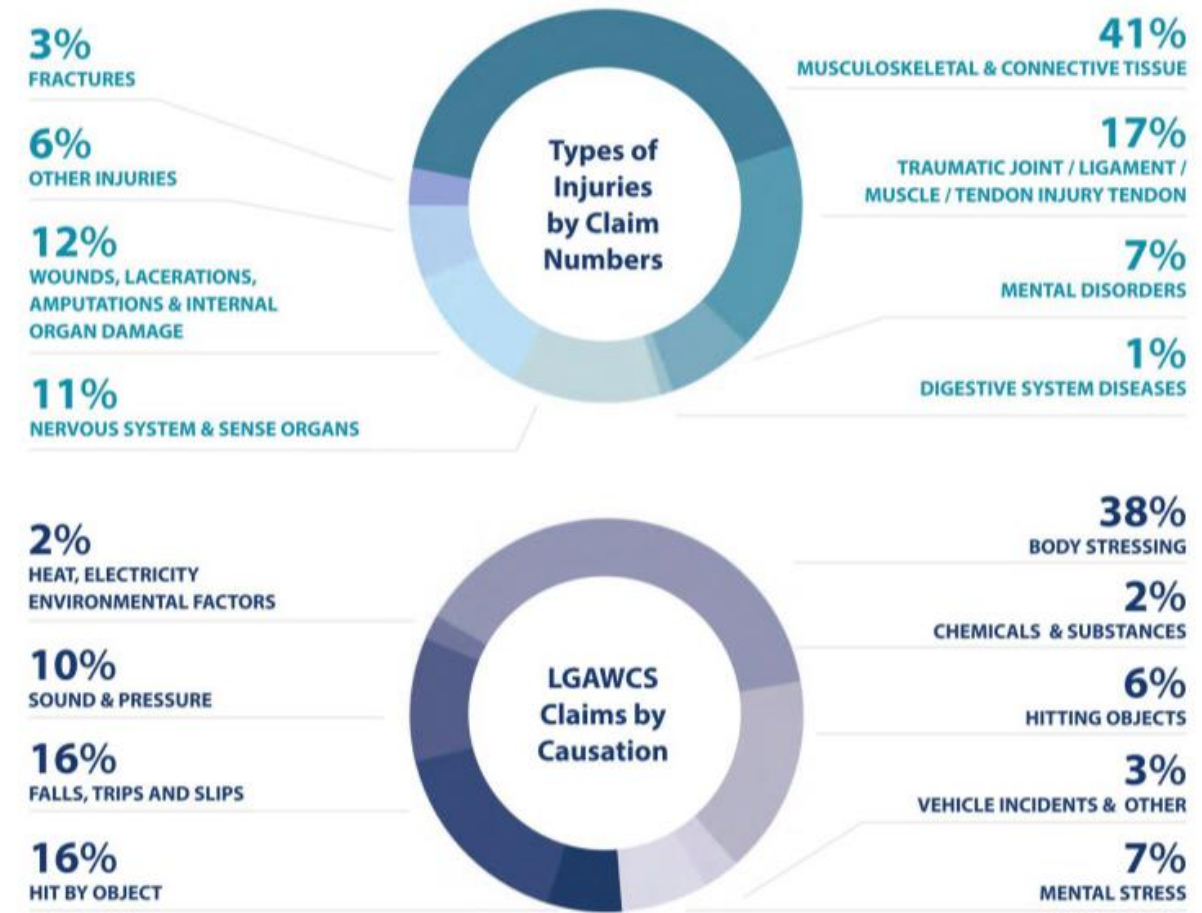 3%
FRACTURES
6%
OTHER INJURIES
12%
WOUNDS, LACERATIONS,
AMPUTATIONS & INTERNAL
ORGAN DAMAGE
11%
NERVOUS SYSTEM & SENSE ORGANS
Types of
Injuries
by Claim
Numbers
41%
MUSCULOSKELETAL & CONNECTIVE TISSUE
17%
TRAUMATIC JOINT / LIGAMENT /
MUSCLE / TENDON INJURY TENDON
7%
MENTAL DISORDERS
1%
DIGESTIVE SYSTEM DISEASES
2%
HEAT, ELECTRICITY
ENVIRONMENTAL FACTORS
10%
SOUND & PRESSURE
16%
FALLS, TRIPS AND SLIPS
16%
HIT BY OBJECT
LGAWCS
Claims by
Causation
38%
BODY STRESSING
2%
CHEMICALS & SUBSTANCES
6%
HITTING OBJECTS
3%
VEHICLE INCIDENTS & OTHER
7%
MENTAL STRESS